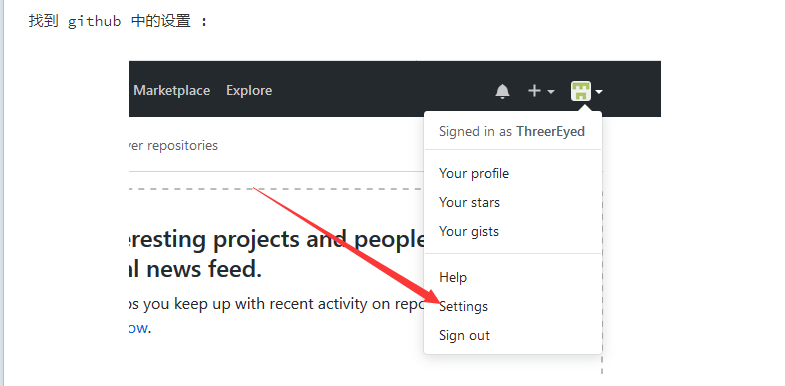 找到 github 中的设置 :
Marketplace Explore
Signed in as ThreerEyed
ver repositories
Your profile
Your stars
Your gists
eresting projects and people
al news feed.
Help
ps you keep up with recent activity on repo
Settings
ow.
Sign out